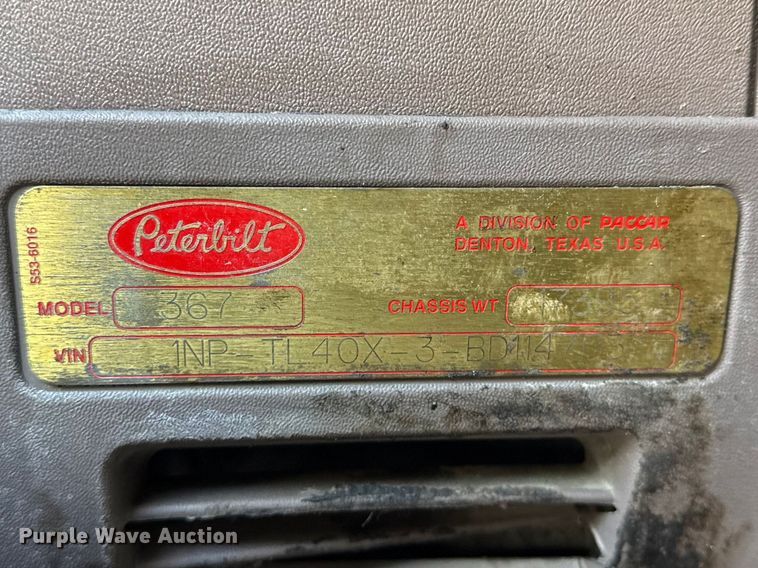 S53-6016
Peterbilt
A DIVISION OF PACCAR
DENTON, TEXAS U.S.A.
MODEL 367
CHASSIS WT
VIN 1NP-TL40X-3-BD114
Purple Wave Auction